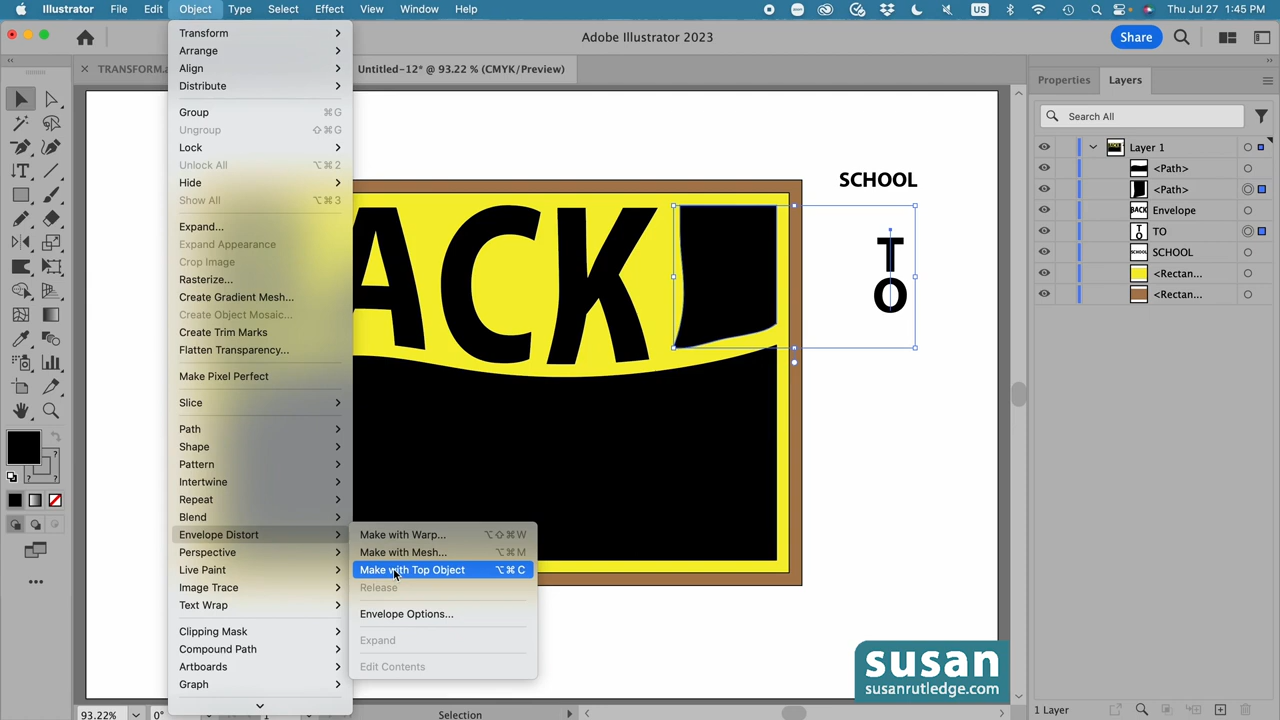 Illustrator File Edit Object Type Select Effect View Window Help
US
Thu Jul 27 1:45 PM
Adobe Illustrator 2023
Share
TRANSFORM.a
Untitled-12* @ 93.22 % (CMYK/Preview)
Transform
Arrange
Align
Distribute
Group ⌘G
Ungroup ⇧⌘G
Lock
Unlock All ⌥⌘2
Hide
Show All ⌥⌘3
Expand...
Expand Appearance
Crop Image
Rasterize...
Create Gradient Mesh...
Create Object Mosaic...
Create Trim Marks
Flatten Transparency...
Make Pixel Perfect
Slice
Path
Shape
Pattern
Intertwine
Repeat
Blend
Envelope Distort
Perspective
Live Paint
Image Trace
Text Wrap
Clipping Mask
Compound Path
Artboards
Graph
Make with Warp... ⌥⇧⌘W
Make with Mesh... ⌥⌘M
Make with Top Object ⌥⌘C
Release
Envelope Options...
Expand
Edit Contents
ACK
SCHOOL
T
O
Properties Layers
Search All
Layer 1
<Path>
<Path>
BACK Envelope
TO TO
SCHOOL SCHOOL
<Rectan...
<Rectan...
susan
susanrutledge.com
93.22% 0° Selection
1 Layer